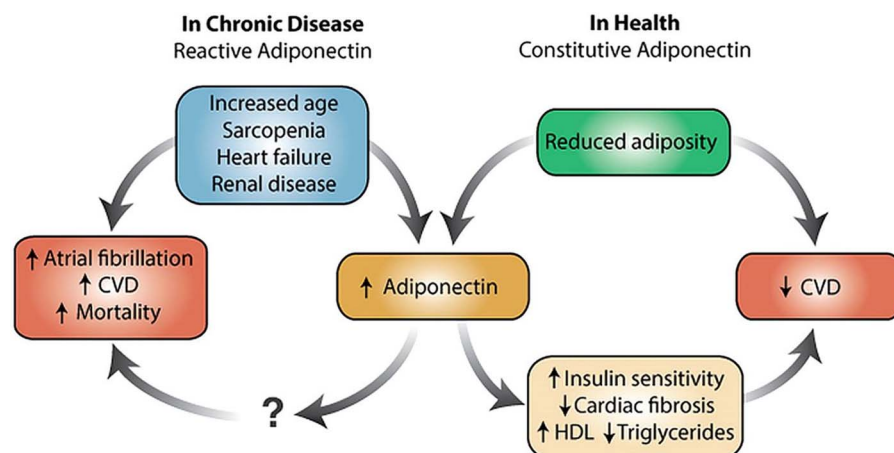 In Chronic Disease
Reactive Adiponectin
In Health
Constitutive Adiponectin
Increased age
Sarcopenia
Heart failure
Renal disease
Reduced adiposity
↑ Atrial fibrillation
↑ CVD
↑ Mortality
↑ Adiponectin
↓ CVD
?
↑ Insulin sensitivity
↓ Cardiac fibrosis
↑ HDL ↓ Triglycerides